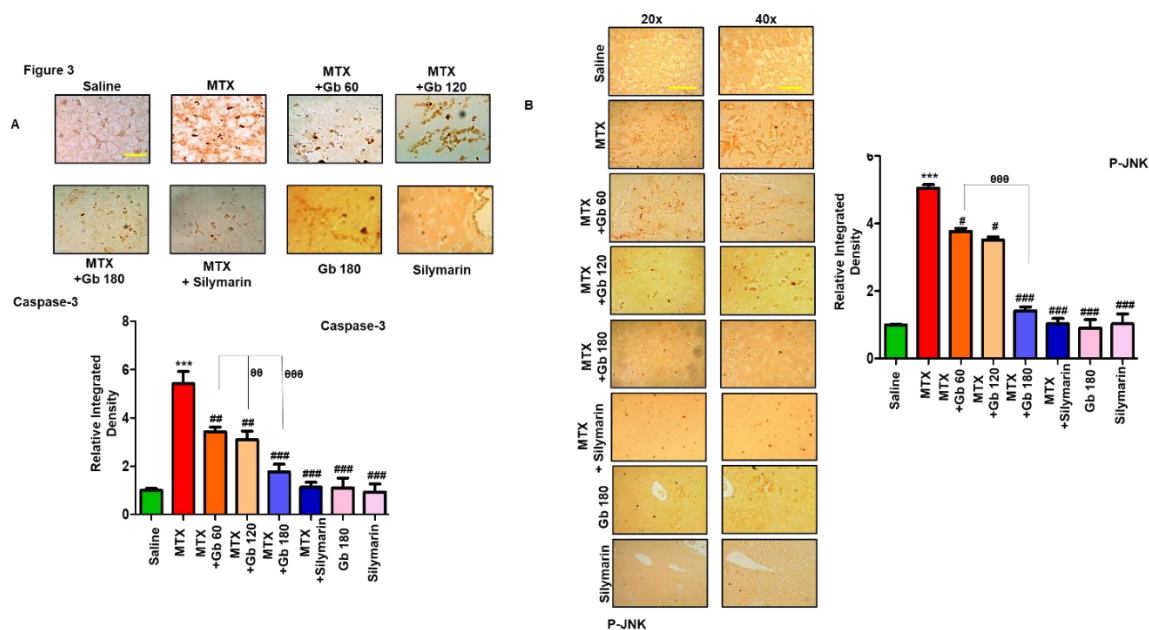 Figure 3
A
Saline
MTX
MTX
+Gb 60
MTX
+Gb 120
MTX
+Gb 180
MTX
+ Silymarin
Gb 180
Silymarin
Caspase-3
Caspase-3
Relative Integrated
Density
8
6
4
2
0
***
##
##
###
###
###
###
θθ
θθθ
Saline
MTX
MTX
+Gb 60
MTX
+Gb 120
MTX
+Gb 180
MTX
+Silymarin
Gb 180
Silymarin
B
20x
40x
Saline
MTX
MTX
+Gb 60
MTX
+Gb 120
MTX
+Gb 180
MTX
+ Silymarin
Gb 180
Silymarin
P-JNK
P-JNK
Relative Integrated
Density
6
4
2
0
***
#
#
###
###
###
###
θθθ
Saline
MTX
MTX
+Gb 60
MTX
+Gb 120
MTX
+Gb 180
MTX
+Silymarin
Gb 180
Silymarin